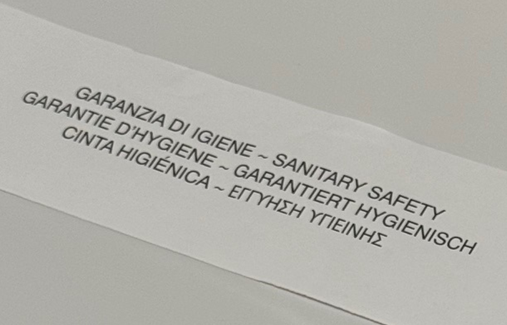 GARANZIA DI IGIENE ~ SANITARY SAFETY
GARANTIE D'HYGIENE ~ GARANTIERT HYGIENISCH
CINTA HIGIÉNICA ~ ΕΓΓΥΗΣΗ ΥΓΙΕΙΝΗΣ